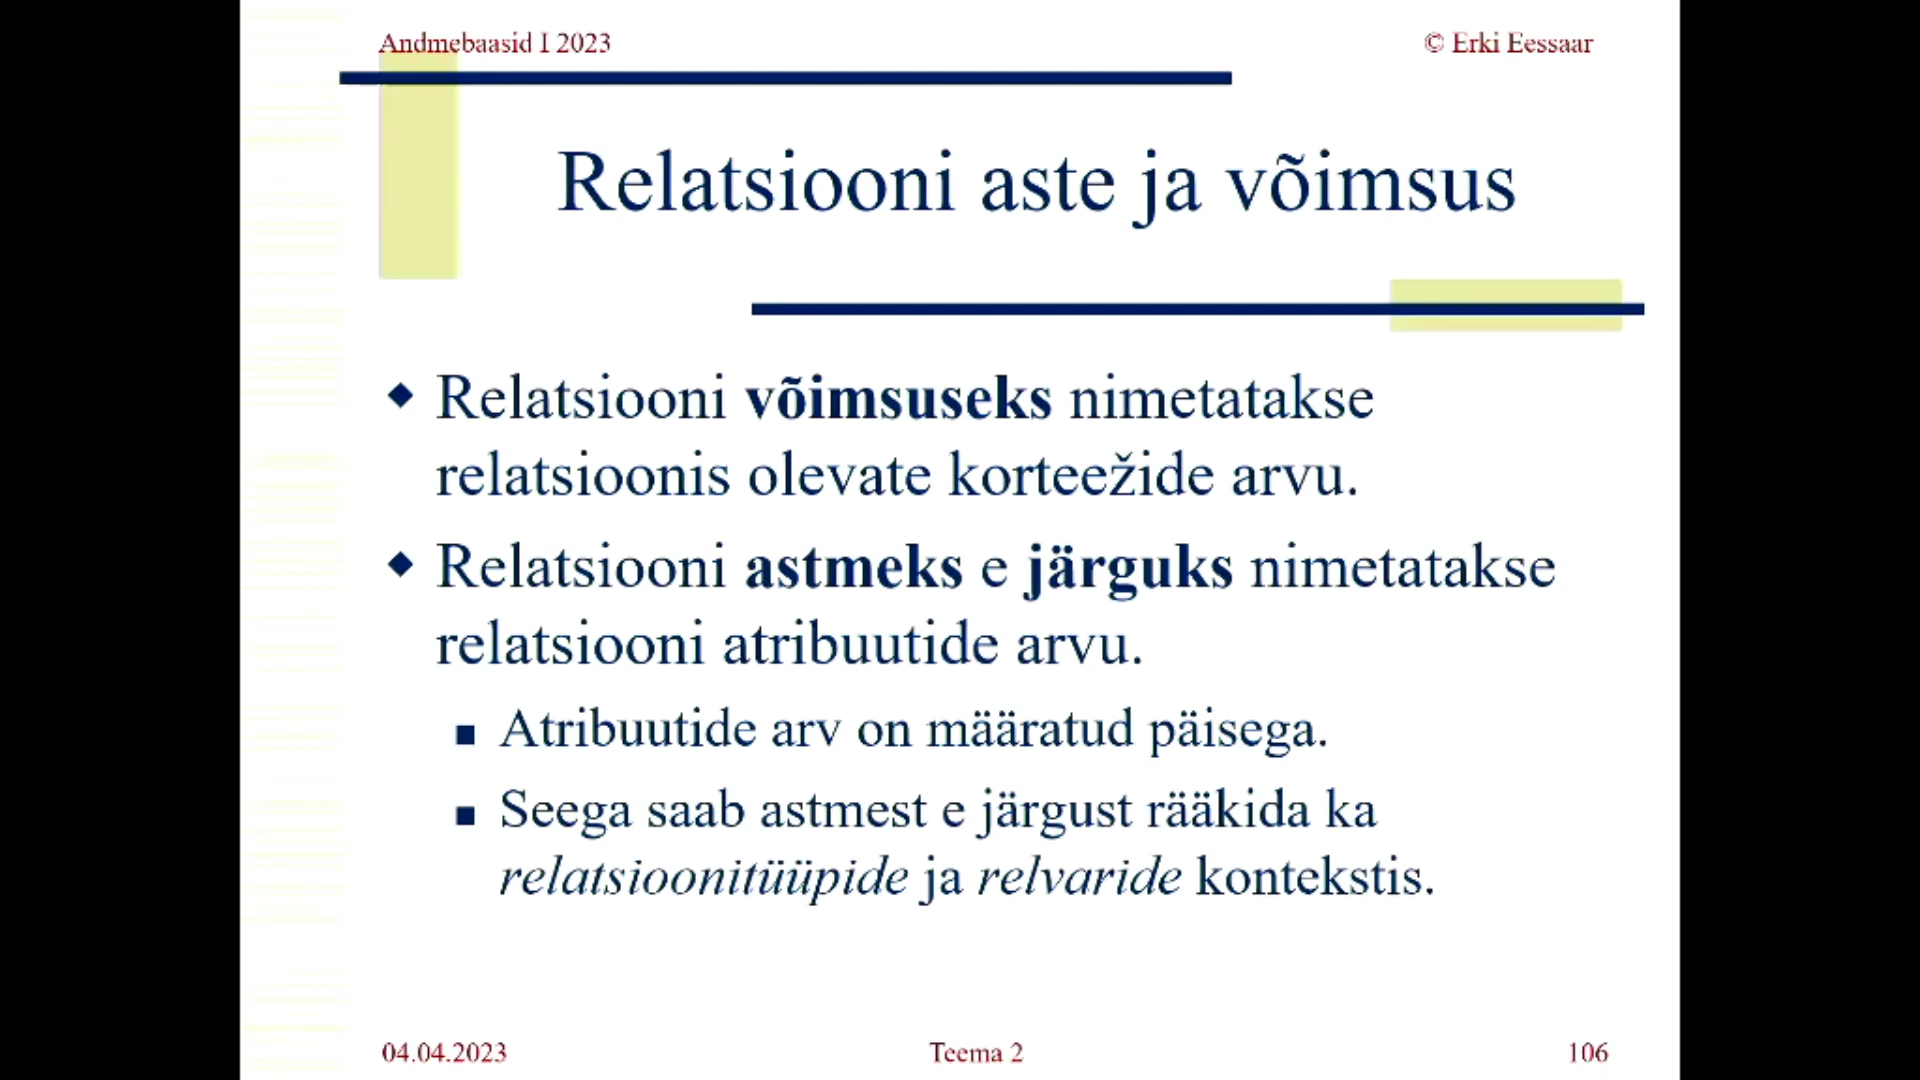 Andmebaasid I 2023
© Erki Eessaar
Relatsiooni aste ja võimsus
Relatsiooni võimsuseks nimetatakse
relatsioonis olevate korteežide arvu.
Relatsiooni astmeks e järguks nimetatakse
relatsiooni atribuutide arvu.
Atribuutide arv on määratud päisega.
Seega saab astmest e järgust rääkida ka
relatsioonitüüpide ja relvaride kontekstis.
04.04.2023
Teema 2
106